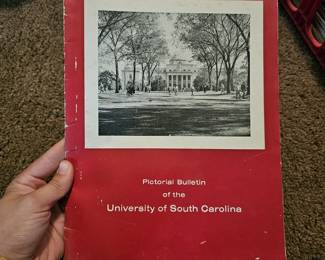 Pictorial Bulletin
of the
University of South Carolina